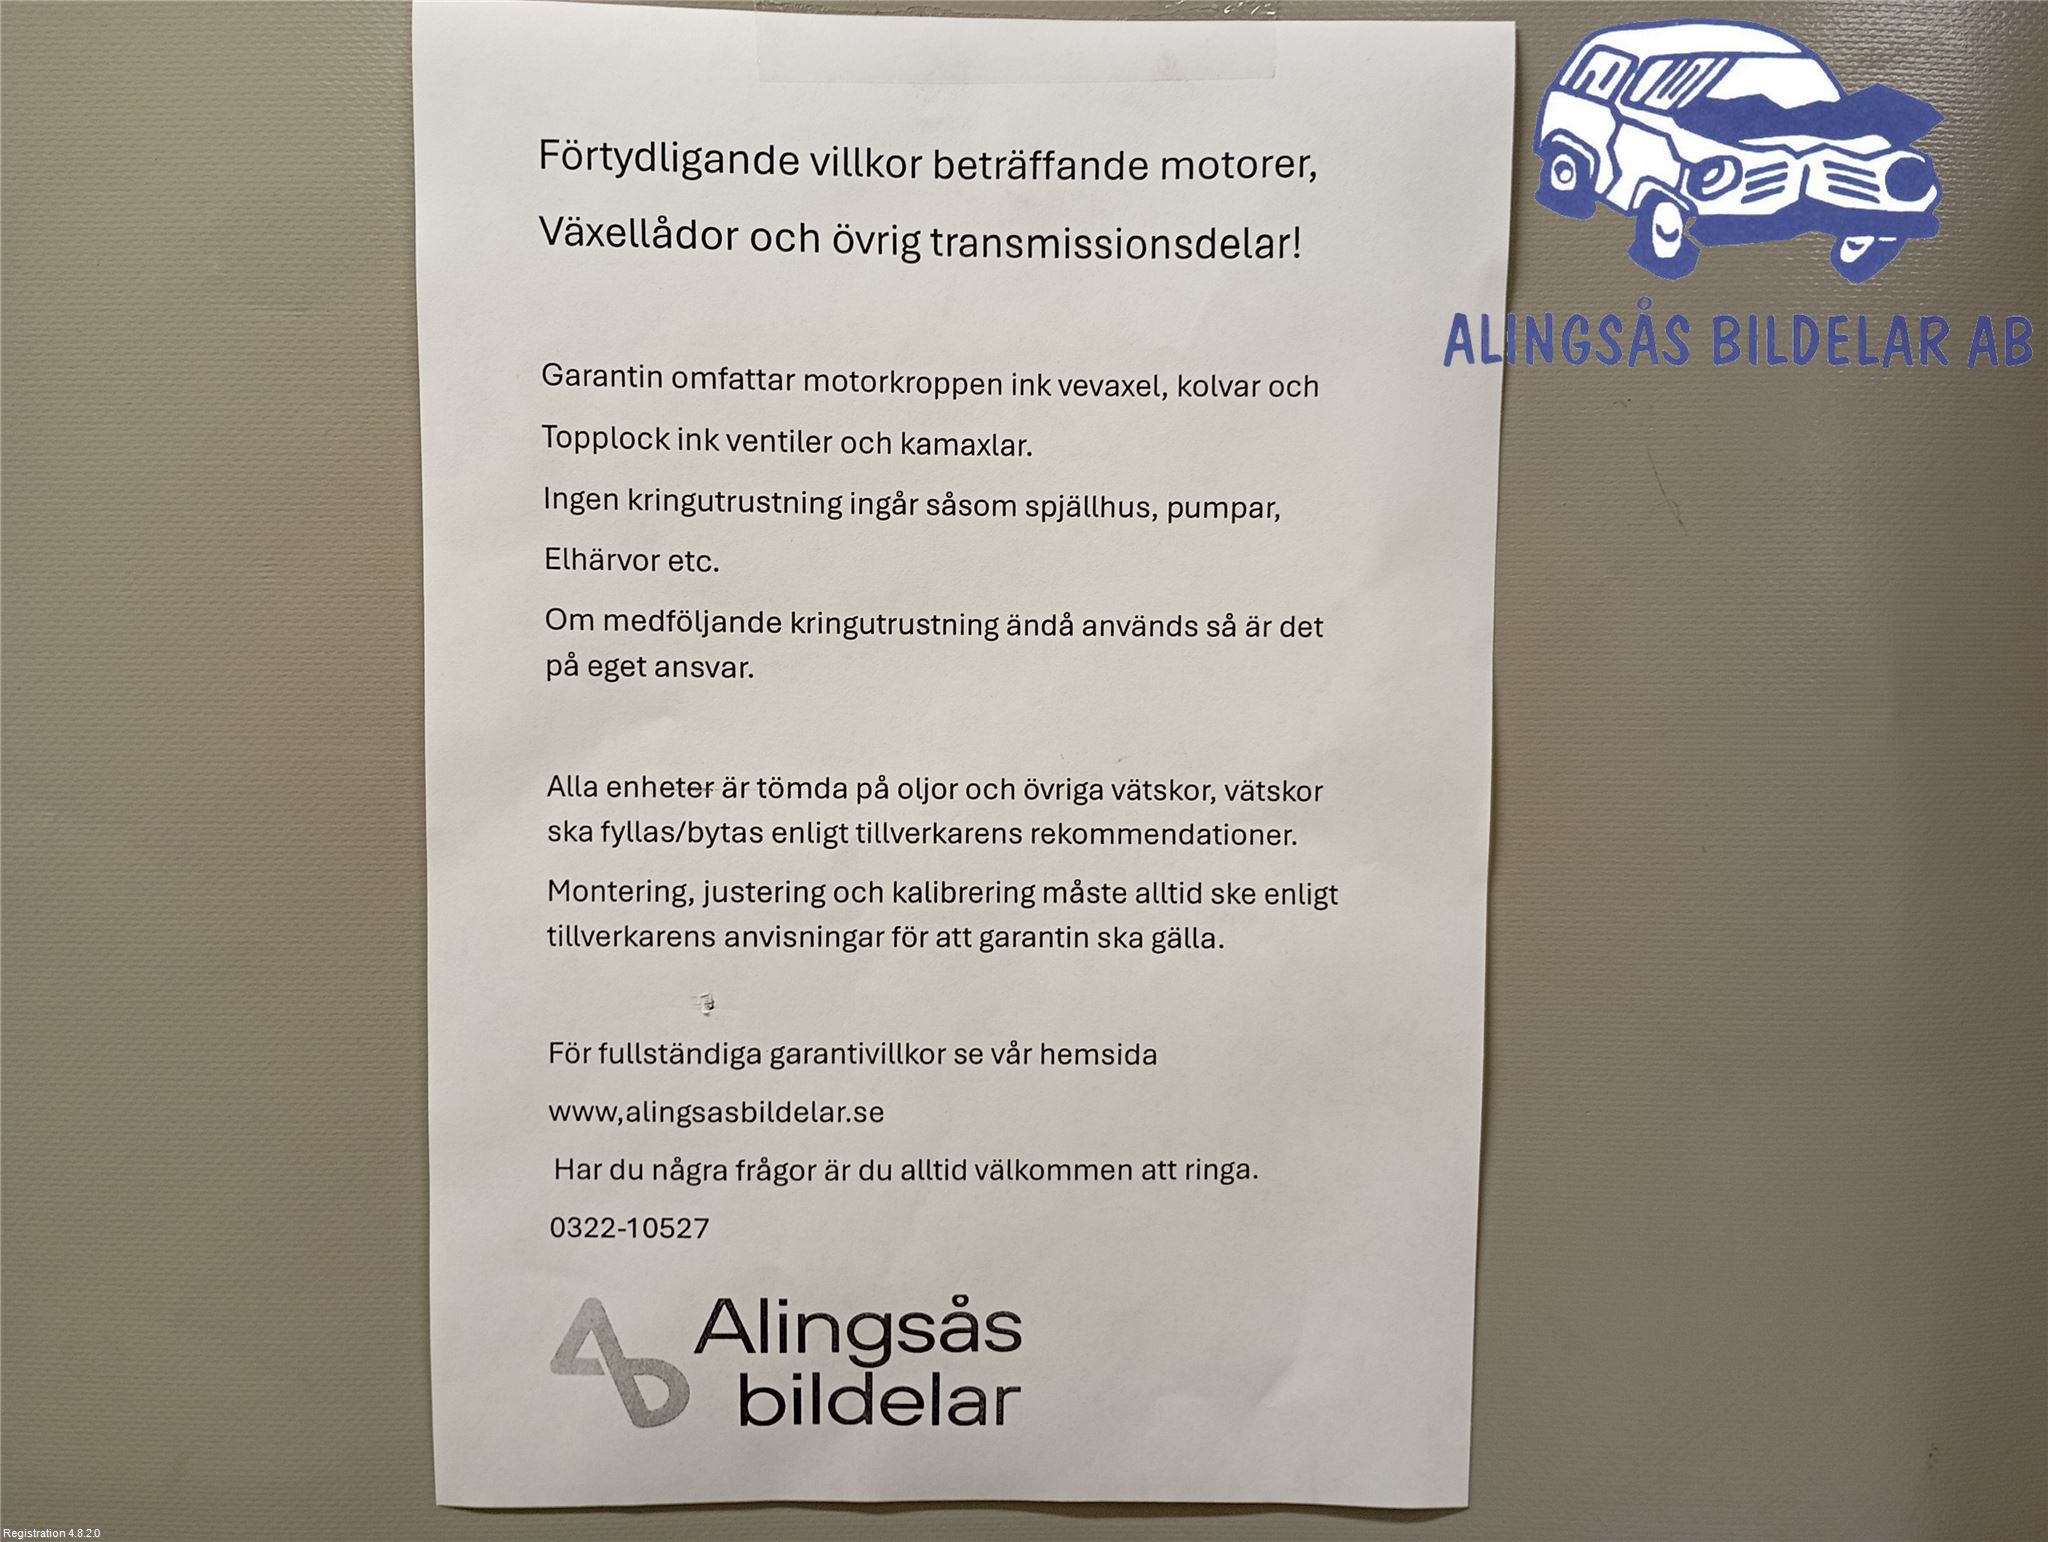 Förtydligande villkor beträffande motorer,
Växellådor och övrig transmissionsdelar!
Garantin omfattar motorkroppen ink vevaxel, kolvar och
Topplock ink ventiler och kamaxlar.
Ingen kringutrustning ingår såsom spjällhus, pumpar,
Elhärvor etc.
Om medföljande kringutrustning ändå används så är det
på eget ansvar.
Alla enheter är tömda på oljor och övriga vätskor, vätskor
ska fyllas/bytas enligt tillverkarens rekommendationer.
Montering, justering och kalibrering måste alltid ske enligt
tillverkarens anvisningar för att garantin ska gälla.
För fullständiga garantivillkor se vår hemsida
www,alingsasbildelar.se
Har du några frågor är du alltid välkommen att ringa.
0322-10527
Alingsås
bildelar
ALINGSÅS BILDELAR AB
Registration 4.8.2.0